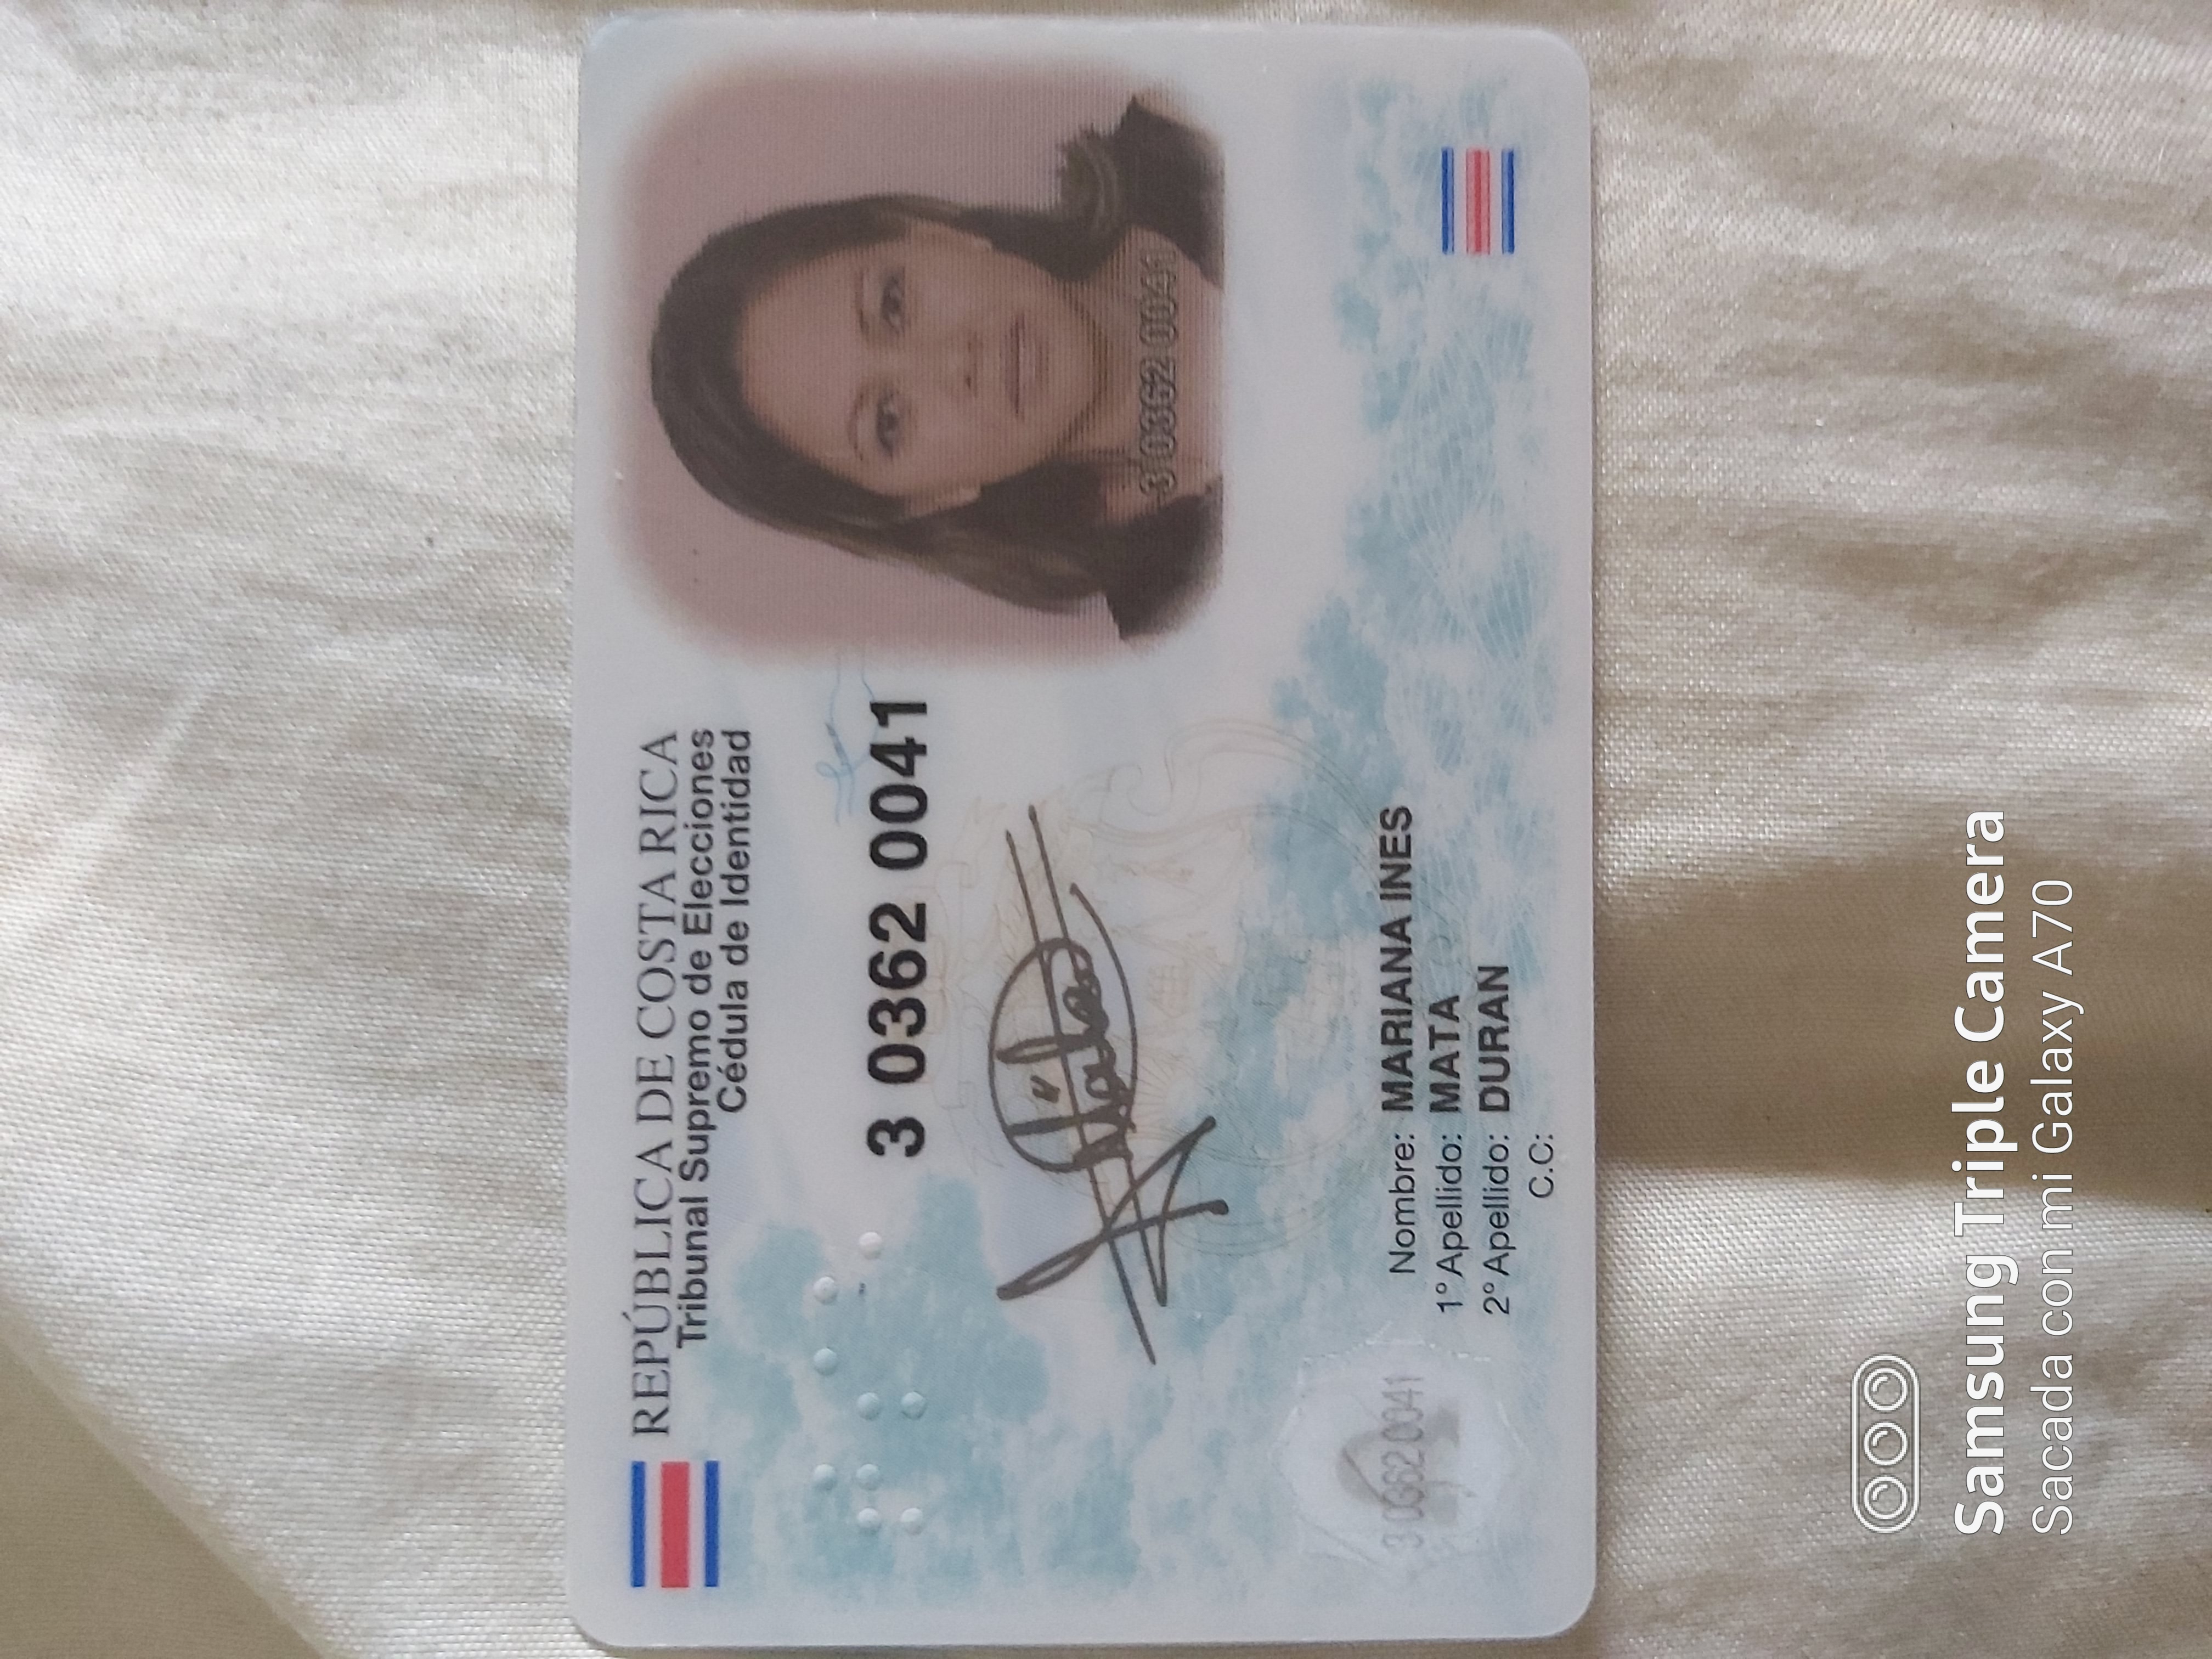 REPÚBLICA DE COSTA RICA
Tribunal Supremo de Elecciones
Cédula de Identidad
3 0362 0041
Mata
3 0362 0041
3 0362 0041
Nombre: MARIANA INES
1° Apellido: MATA
2° Apellido: DURAN
C.C:
Samsung Triple Camera
Sacada con mi Galaxy A70